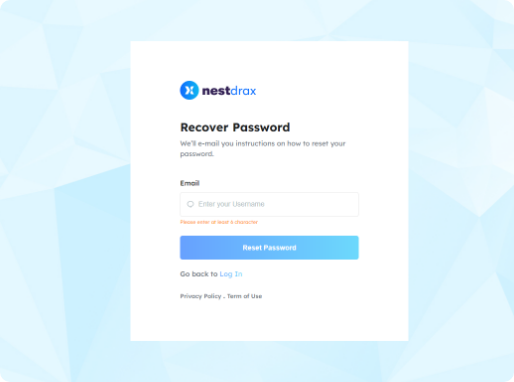 nestdrax
Recover Password
We'll e-mail you instructions on how to reset your
password.
Email
Enter your Username
Please enter at least 6 character
Reset Password
Go back to Log In
Privacy Policy . Term of Use